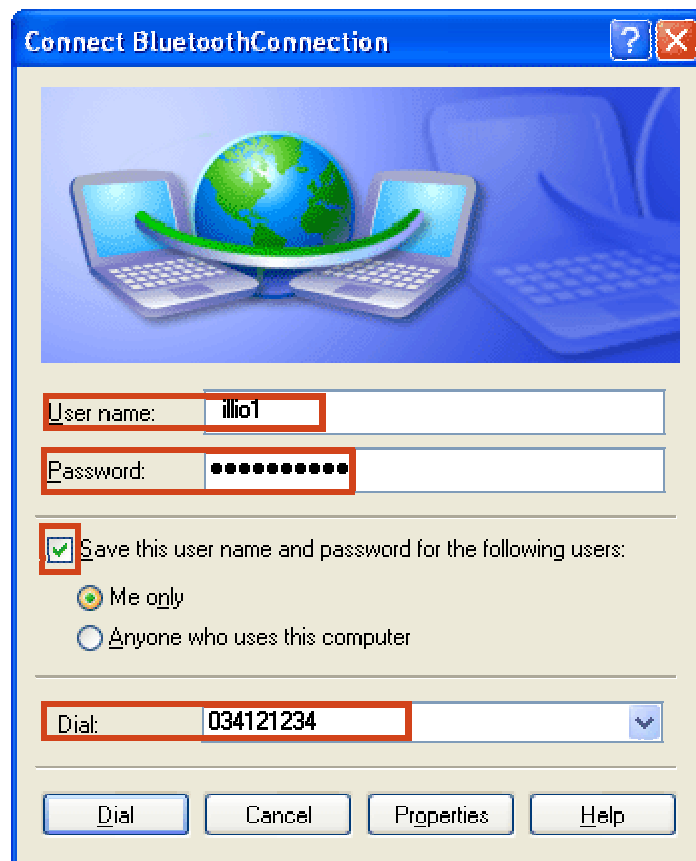 Connect BluetoothConnection
User name: illio1
Password: ●●●●●●●●●●
Save this user name and password for the following users:
Me only
Anyone who uses this computer
Dial: 034121234
Dial Cancel Properties Help